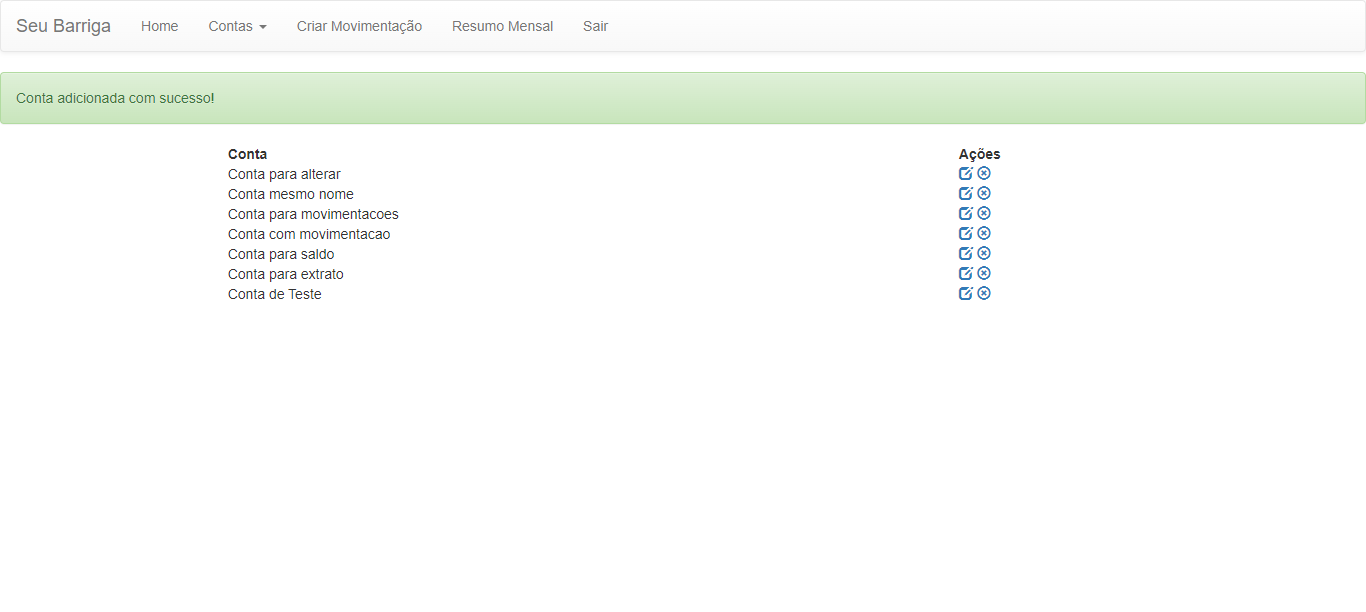 Seu Barriga Home Contas Criar Movimentação Resumo Mensal Sair
Conta adicionada com sucesso!
Conta Ações
Conta para alterar
Conta mesmo nome
Conta para movimentacoes
Conta com movimentacao
Conta para saldo
Conta para extrato
Conta de Teste